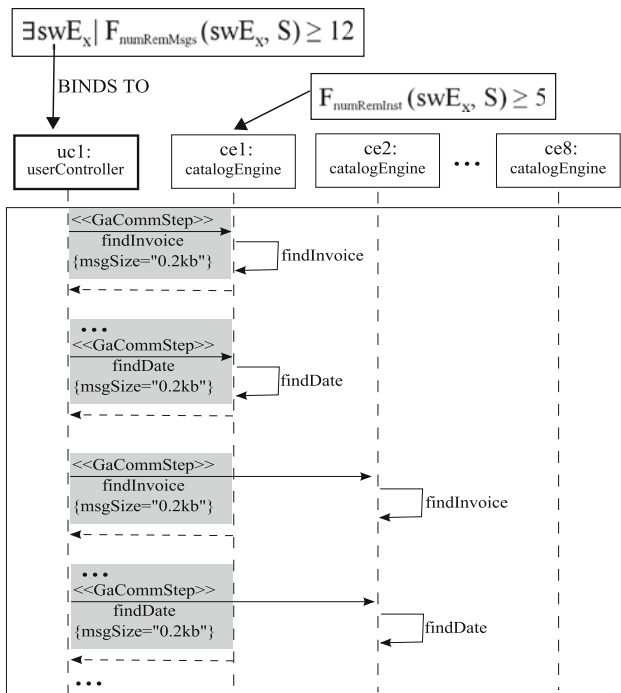 ∃swEx| FnumRemMsgs(swEx, S) ≥ 12
BINDS TO
FnumRemInst(swEx, S) ≥ 5
uc1:
userController
ce1:
catalogEngine
ce2:
catalogEngine
...
ce8:
catalogEngine
<<GaCommStep>>
findInvoice
{msgSize="0.2kb"}
findInvoice
...
<<GaCommStep>>
findDate
{msgSize="0.2kb"}
findDate
<<GaCommStep>>
findInvoice
{msgSize="0.2kb"}
findInvoice
...
<<GaCommStep>>
findDate
{msgSize="0.2kb"}
findDate
...